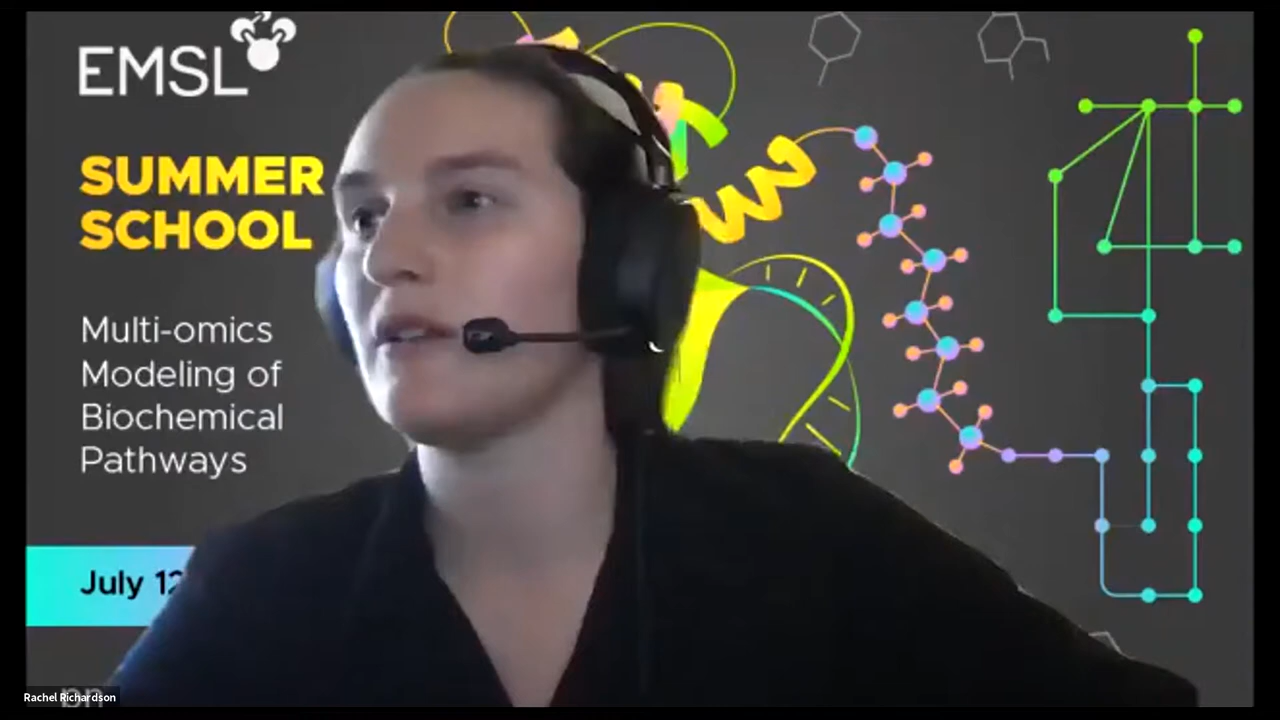 EMSL
SUMMER
SCHOOL
Multi-omics
Modeling of
Biochemical
Pathways
July 12
Rachel Richardson